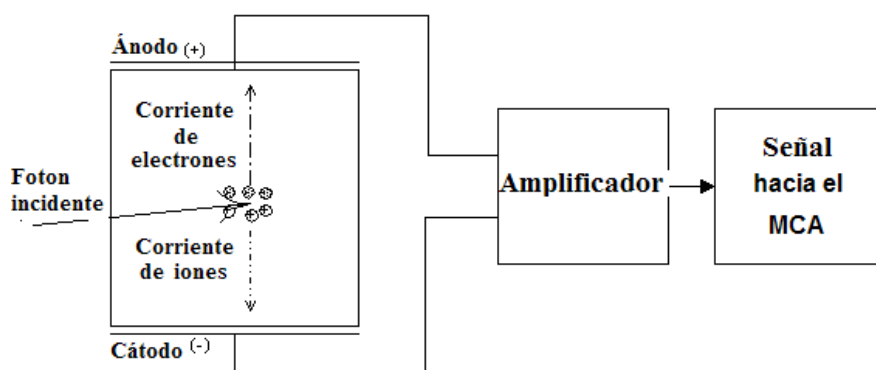 Ánodo (+)
Corriente
de
electrones
Foton
incidente
Corriente
de iones
Cátodo (-)
Amplificador
Señal
hacia el
MCA